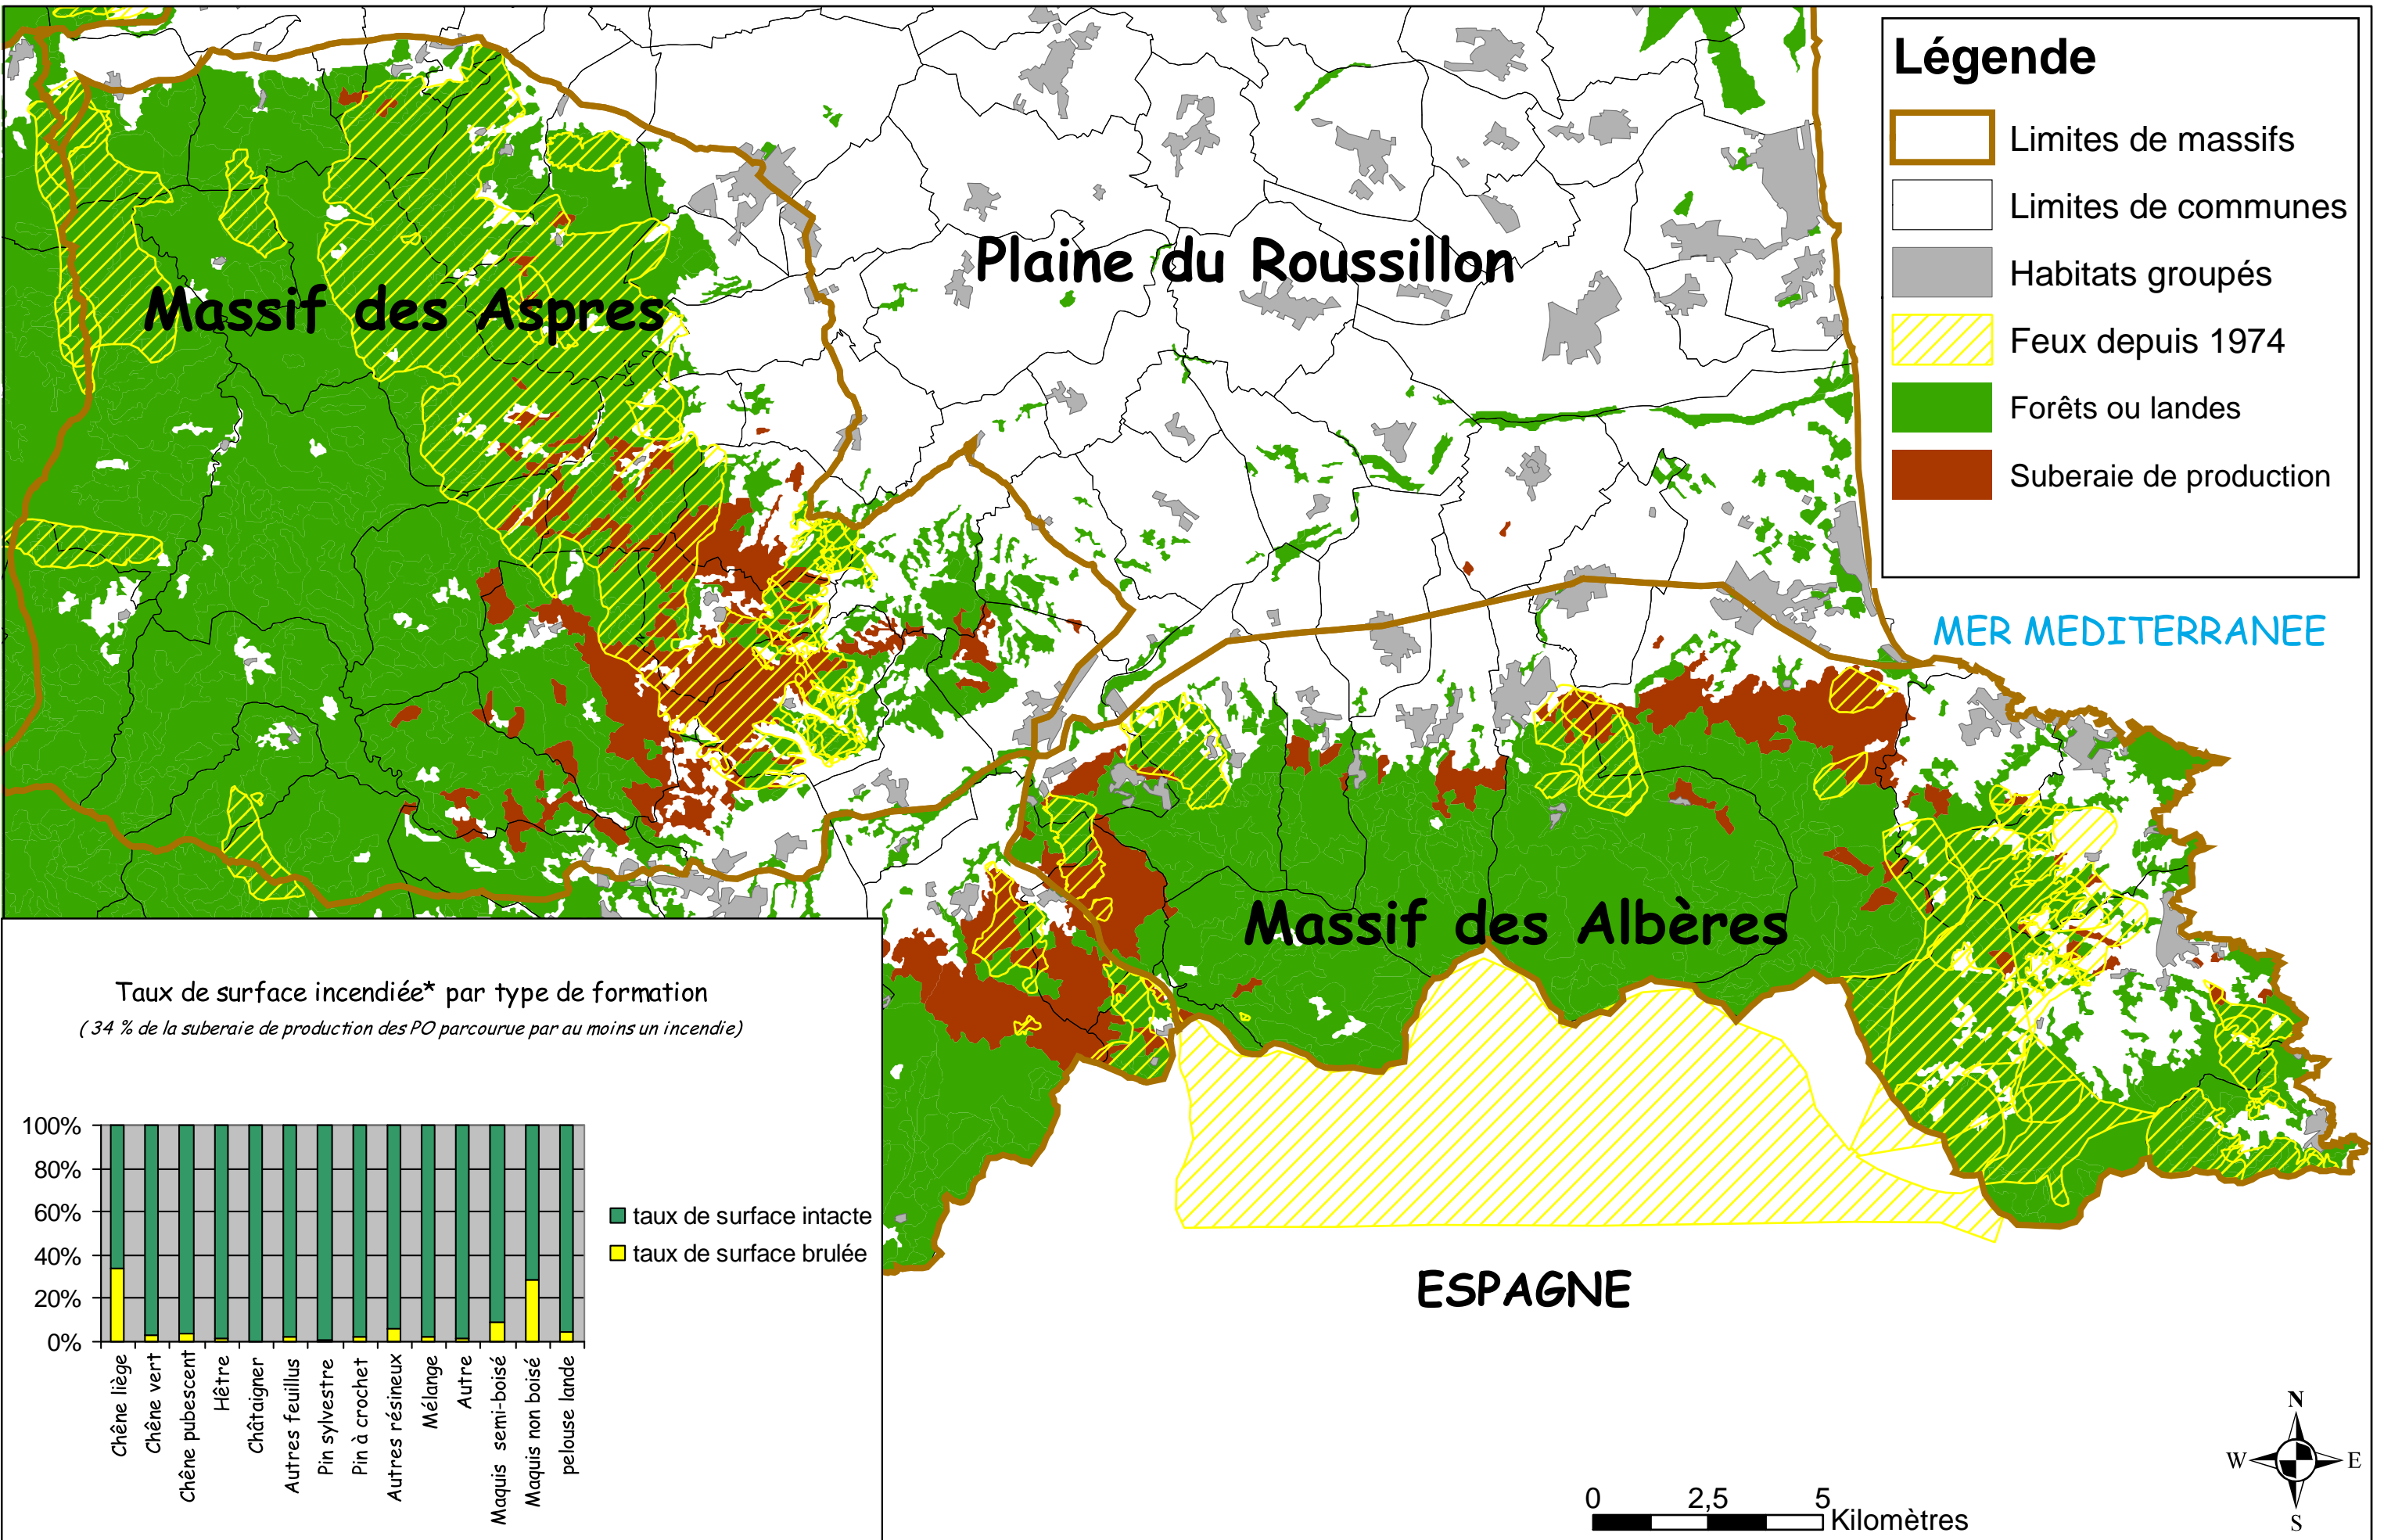 Légende
Limites de massifs
Limites de communes
Habitats groupés
Feux depuis 1974
Forêts ou landes
Suberaie de production
Plaine du Roussillon
Massif des Aspres
MER MEDITERRANEE
Massif des Albères
ESPAGNE
Taux de surface incendiée* par type de formation
( 34 % de la suberaie de production des PO parcourue par au moins un incendie)
100%
80%
60%
40%
20%
0%
taux de surface intacte
taux de surface brulée
Chêne liège
Chêne vert
Chêne pubescent
Hêtre
Châtaigner
Autres feuillus
Pin sylvestre
Pin à crochet
Autres résineux
Mélange
Autre
Maquis semi-boisé
Maquis non boisé
pelouse lande
N
W E
S
0 2,5 5
Kilomètres